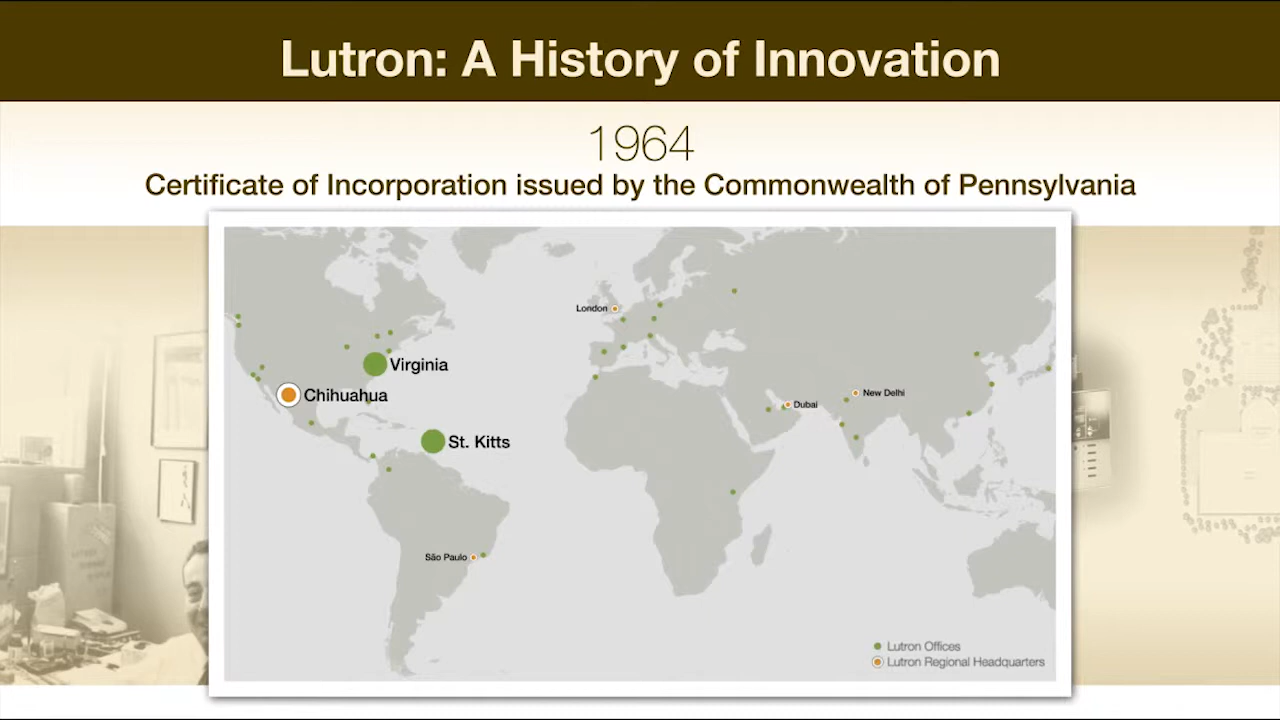 Lutron: A History of Innovation
1964
Certificate of Incorporation issued by the Commonwealth of Pennsylvania
London
Virginia
Chihuahua
New Delhi
Dubai
St. Kitts
São Paulo
Lutron Offices
Lutron Regional Headquarters